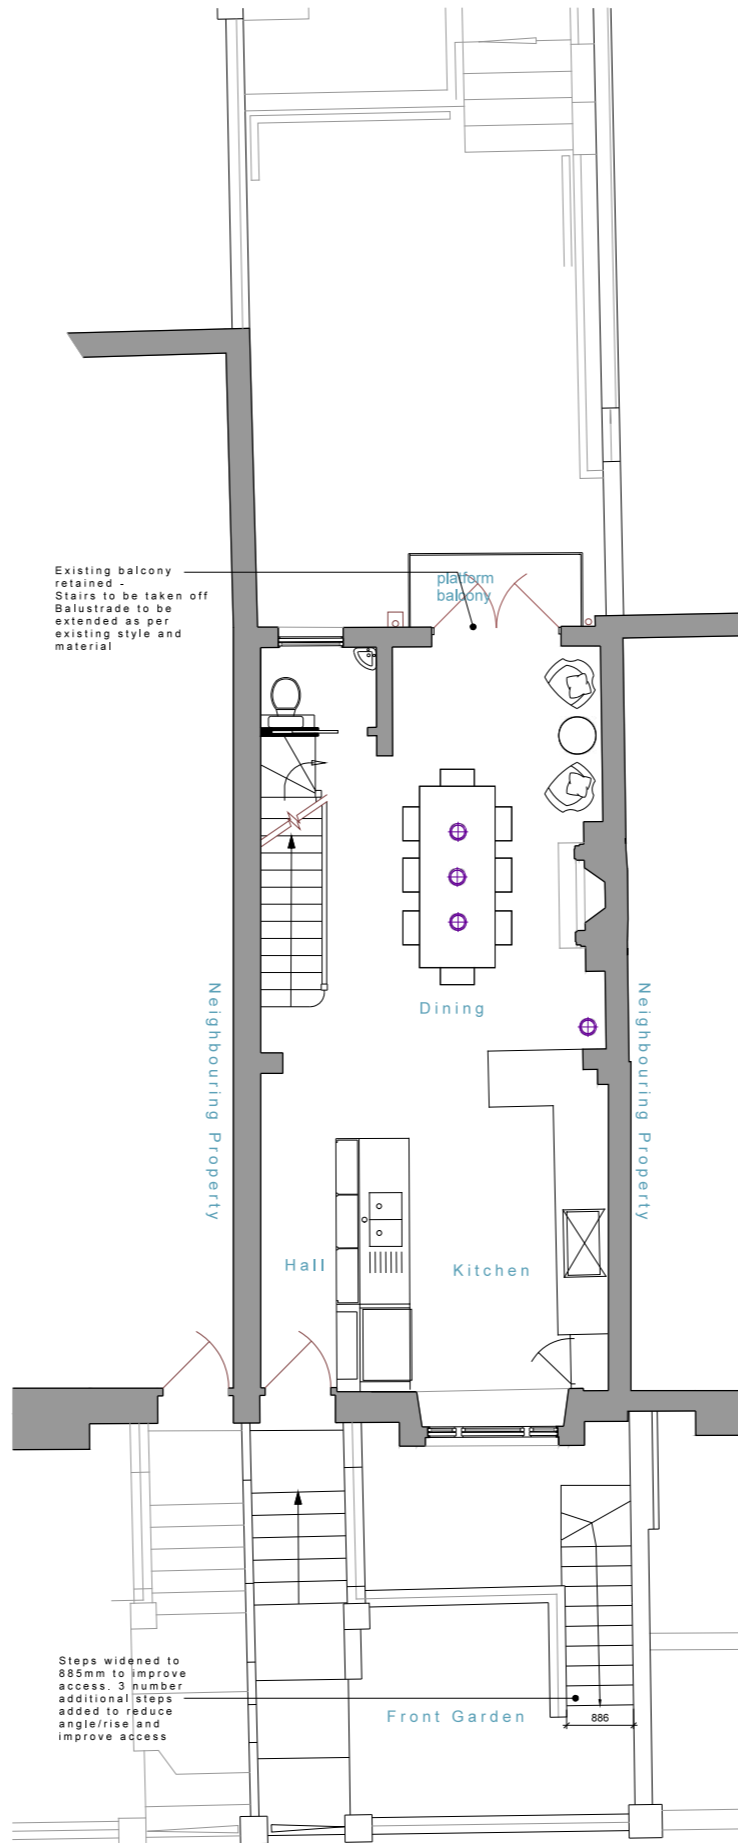 platform
balcony
Existing balcony
retained -
Stairs to be taken off
Balustrade to be
extended as per
existing style and
material
Dining
Neighbouring Property
Neighbouring Property
Hall
Kitchen
Steps widened to
885mm to improve
access. 3 number
additional steps
added to reduce
angle/rise and
improve access
Front Garden
886